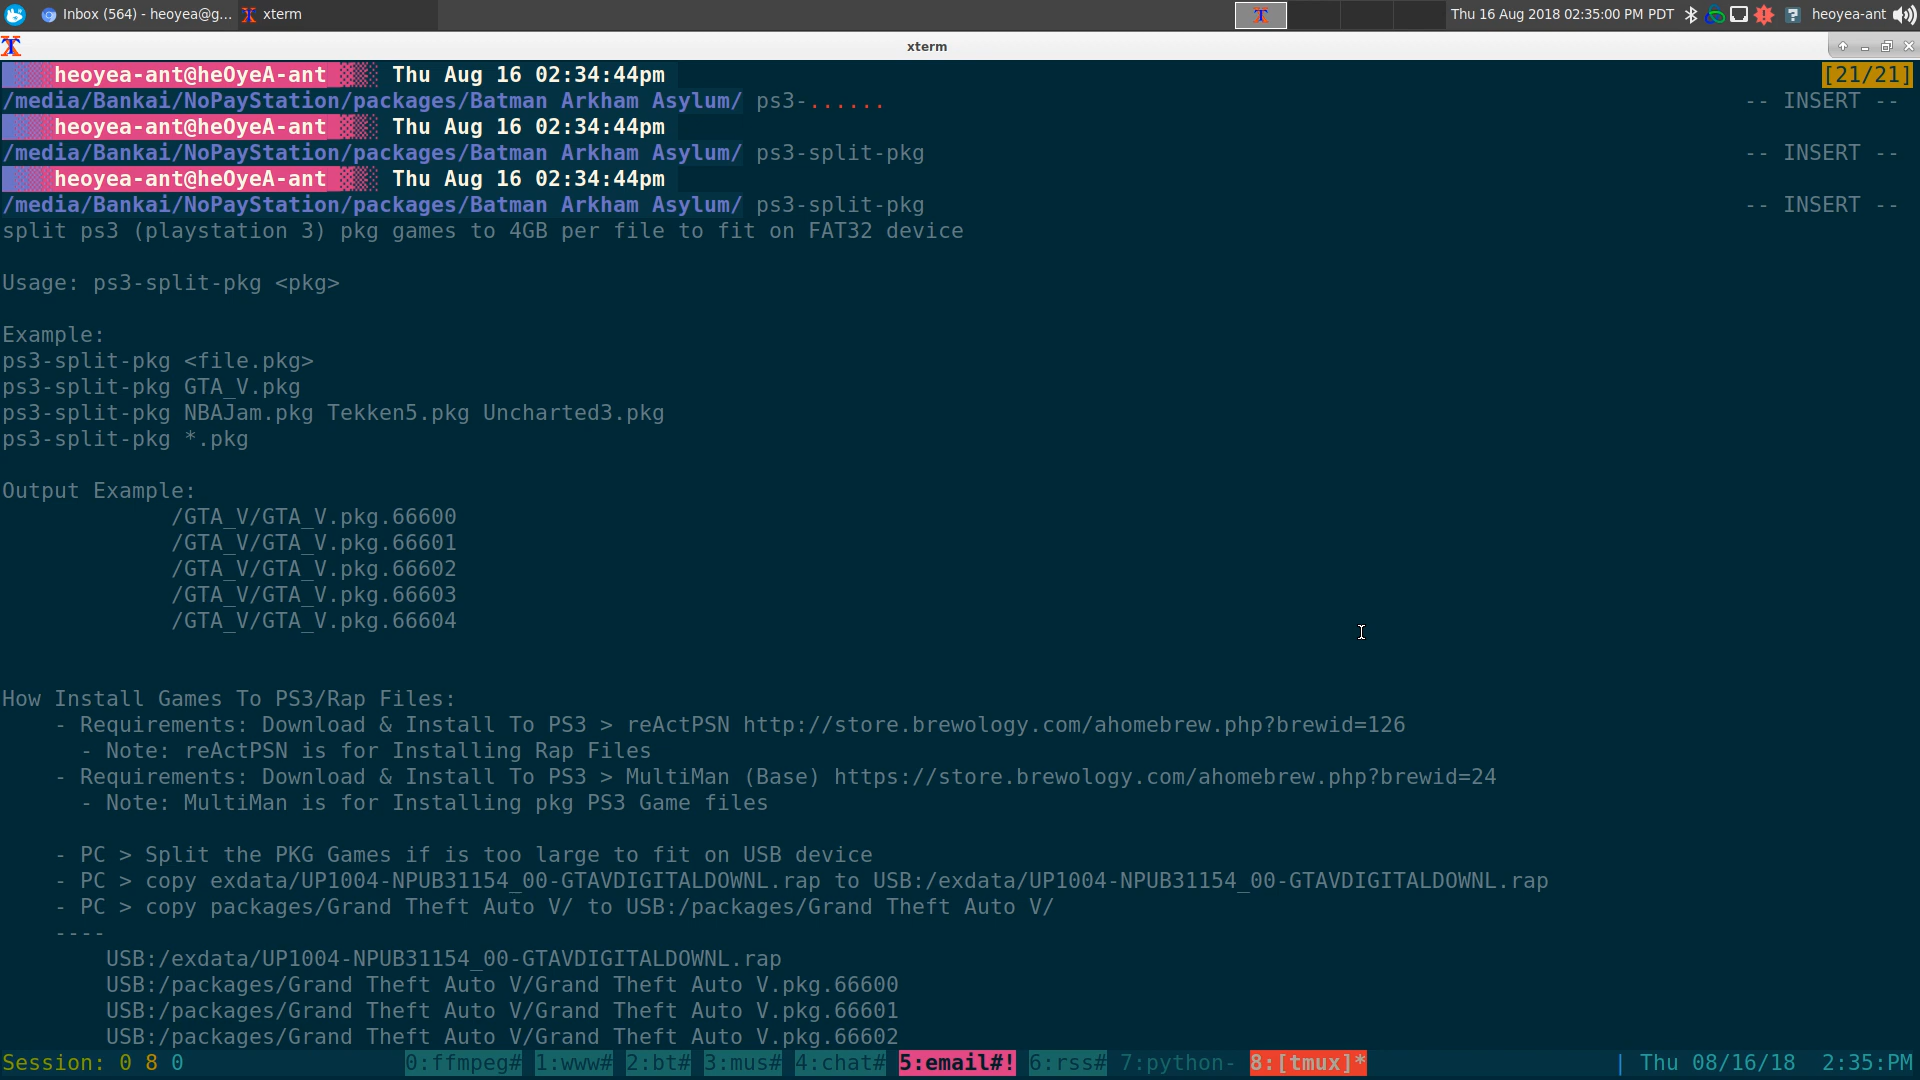 Inbox (564) - heoyea@g... xterm Thu 16 Aug 2018 02:35:00 PM PDT heoyea-ant
xterm
heoyea-ant@heOyeA-ant Thu Aug 16 02:34:44pm [21/21]
/media/Bankai/NoPayStation/packages/Batman Arkham Asylum/ ps3-...... -- INSERT --
heoyea-ant@heOyeA-ant Thu Aug 16 02:34:44pm
/media/Bankai/NoPayStation/packages/Batman Arkham Asylum/ ps3-split-pkg -- INSERT --
heoyea-ant@heOyeA-ant Thu Aug 16 02:34:44pm
/media/Bankai/NoPayStation/packages/Batman Arkham Asylum/ ps3-split-pkg -- INSERT --
split ps3 (playstation 3) pkg games to 4GB per file to fit on FAT32 device
Usage: ps3-split-pkg <pkg>
Example:
ps3-split-pkg <file.pkg>
ps3-split-pkg GTA_V.pkg
ps3-split-pkg NBAJam.pkg Tekken5.pkg Uncharted3.pkg
ps3-split-pkg *.pkg
Output Example:
/GTA_V/GTA_V.pkg.66600
/GTA_V/GTA_V.pkg.66601
/GTA_V/GTA_V.pkg.66602
/GTA_V/GTA_V.pkg.66603
/GTA_V/GTA_V.pkg.66604
How Install Games To PS3/Rap Files:
- Requirements: Download & Install To PS3 > reActPSN http://store.brewology.com/ahomebrew.php?brewid=126
- Note: reActPSN is for Installing Rap Files
- Requirements: Download & Install To PS3 > MultiMan (Base) https://store.brewology.com/ahomebrew.php?brewid=24
- Note: MultiMan is for Installing pkg PS3 Game files
- PC > Split the PKG Games if is too large to fit on USB device
- PC > copy exdata/UP1004-NPUB31154_00-GTAVDIGITALDOWNL.rap to USB:/exdata/UP1004-NPUB31154_00-GTAVDIGITALDOWNL.rap
- PC > copy packages/Grand Theft Auto V/ to USB:/packages/Grand Theft Auto V/
----
USB:/exdata/UP1004-NPUB31154_00-GTAVDIGITALDOWNL.rap
USB:/packages/Grand Theft Auto V/Grand Theft Auto V.pkg.66600
USB:/packages/Grand Theft Auto V/Grand Theft Auto V.pkg.66601
USB:/packages/Grand Theft Auto V/Grand Theft Auto V.pkg.66602
Session: 0 8 0 0:ffmpeg# 1:www# 2:bt# 3:mus# 4:chat# 5:email#! 6:rss# 7:python- 8:[tmux]* | Thu 08/16/18 2:35:PM